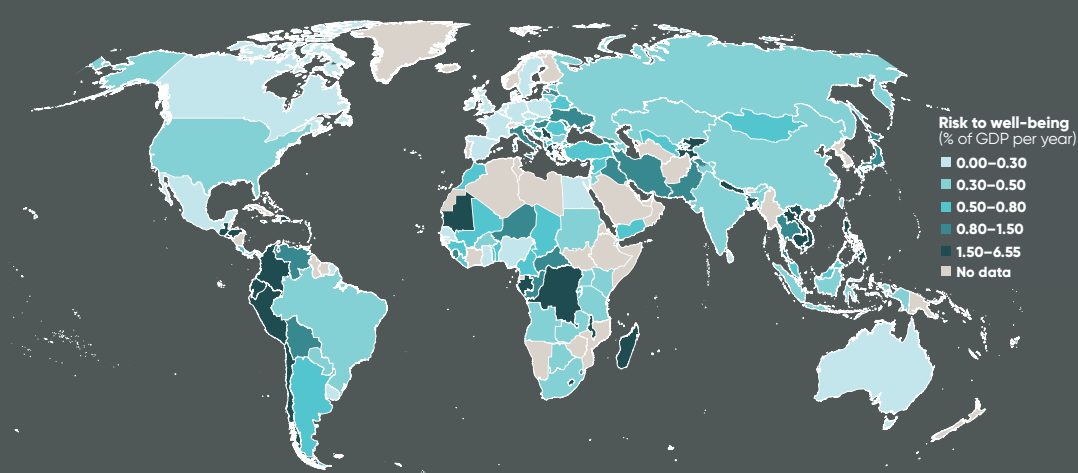 Risk to well-being
(% of GDP per year)
0.00–0.30
0.30–0.50
0.50–0.80
0.80–1.50
1.50–6.55
No data